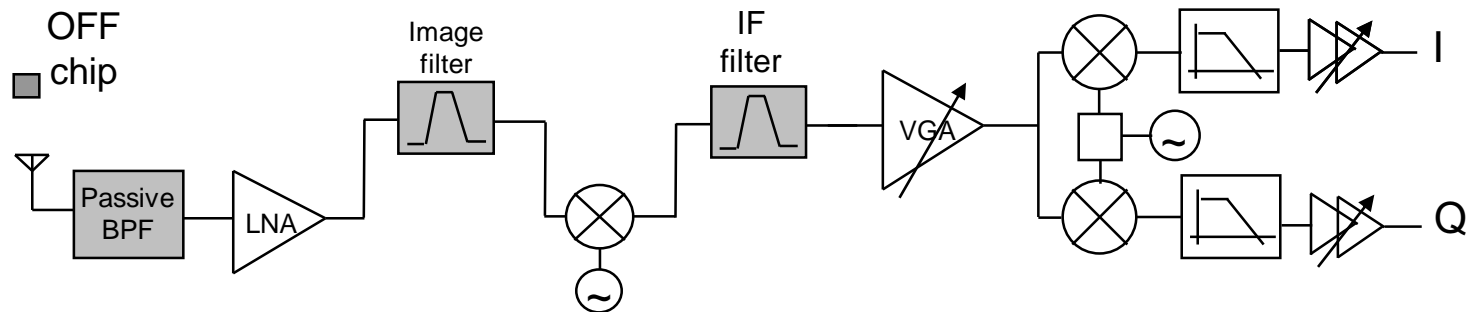 OFF
chip
Image
filter
IF
filter
I
VGA
~
Passive
BPF
LNA
Q
~